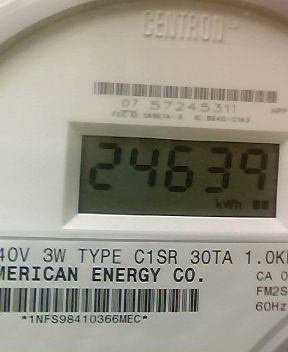 CENTRON®
07 57245311
24639
kWh
40V 3W TYPE C1SR 30TA 1.0K
MERICAN ENERGY CO.
CA 0
FM2S
60Hz
*1NFS98410366MEC*